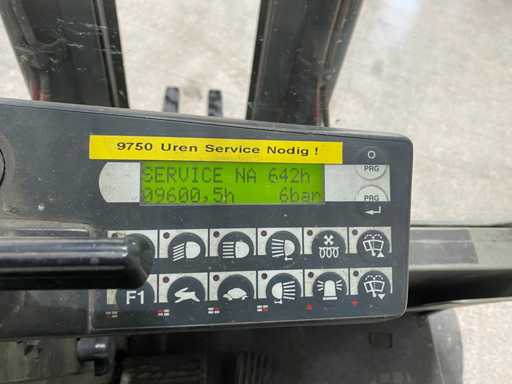 9750 Uren Service Nodig !
SERVICE NA 642h
09600,5h 6bar
PRG
PRG
F1